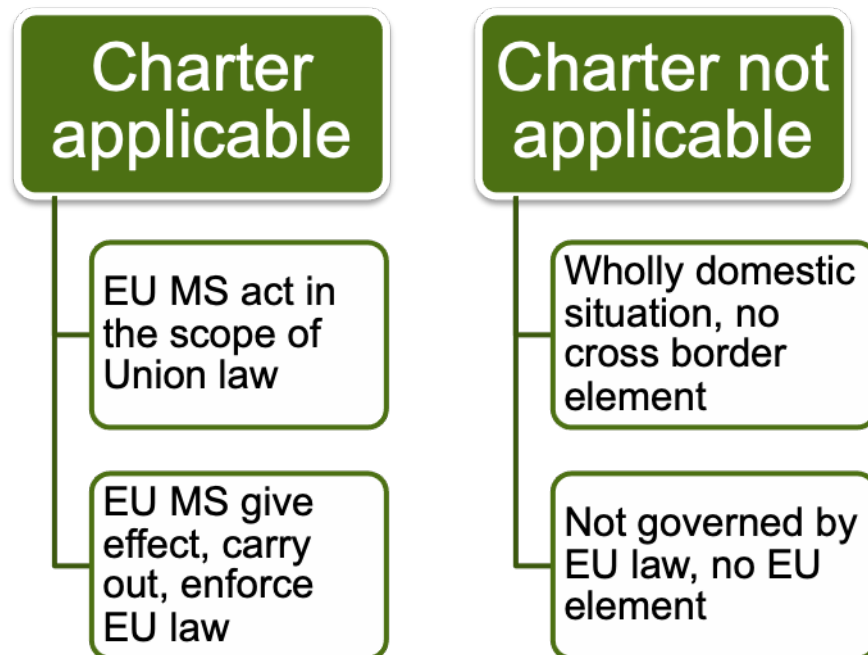 Charter
applicable
EU MS act in
the scope of
Union law
EU MS give
effect, carry
out, enforce
EU law
Charter not
applicable
Wholly domestic
situation, no
cross border
element
Not governed by
EU law, no EU
element